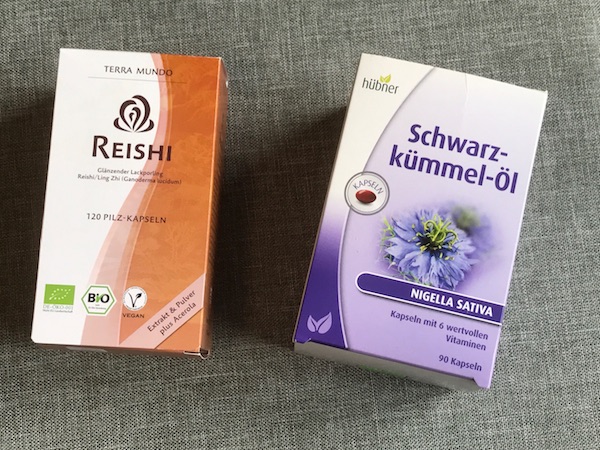 TERRA MUNDO
REISHI
Glänzender Lackporling
Reishi/Ling Zhi (Ganoderma lucidum)
120 PILZ-KAPSELN
BIO
VEGAN
Extrakt & Pulver
plus Acerola
hübner
Schwarz-
kümmel-öl
KAPSELN
NIGELLA SATIVA
Kapseln mit 6 wertvollen
Vitaminen
90 Kapseln